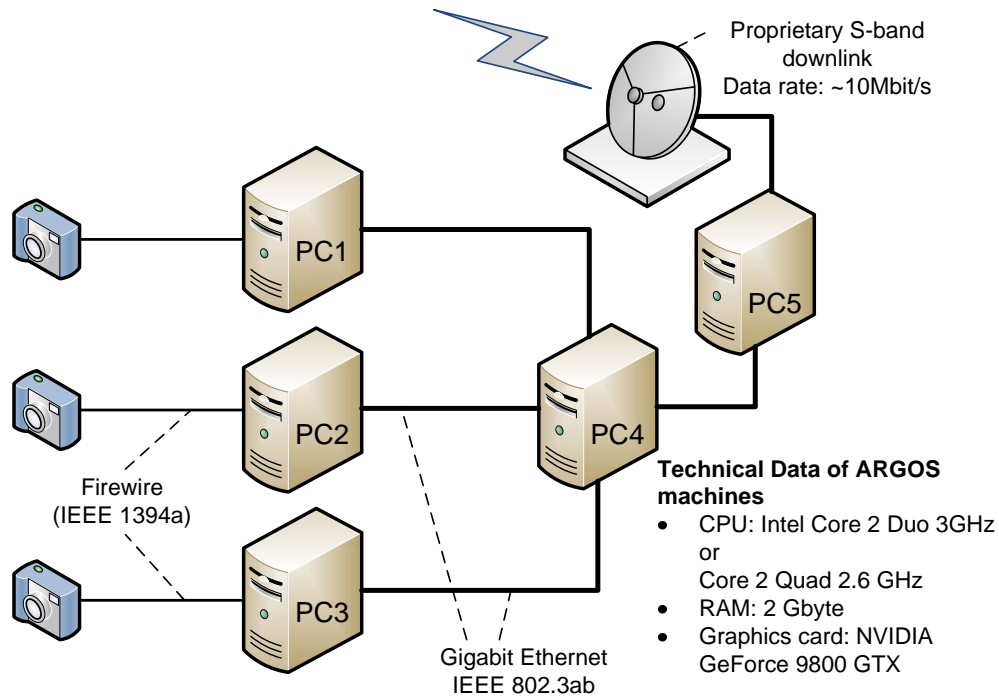 Proprietary S-band
downlink
Data rate: ~10Mbit/s
PC1
PC5
PC2
PC4
Firewire
(IEEE 1394a)
Technical Data of ARGOS
machines
• CPU: Intel Core 2 Duo 3GHz
or
Core 2 Quad 2.6 GHz
• RAM: 2 Gbyte
• Graphics card: NVIDIA
GeForce 9800 GTX
PC3
Gigabit Ethernet
IEEE 802.3ab